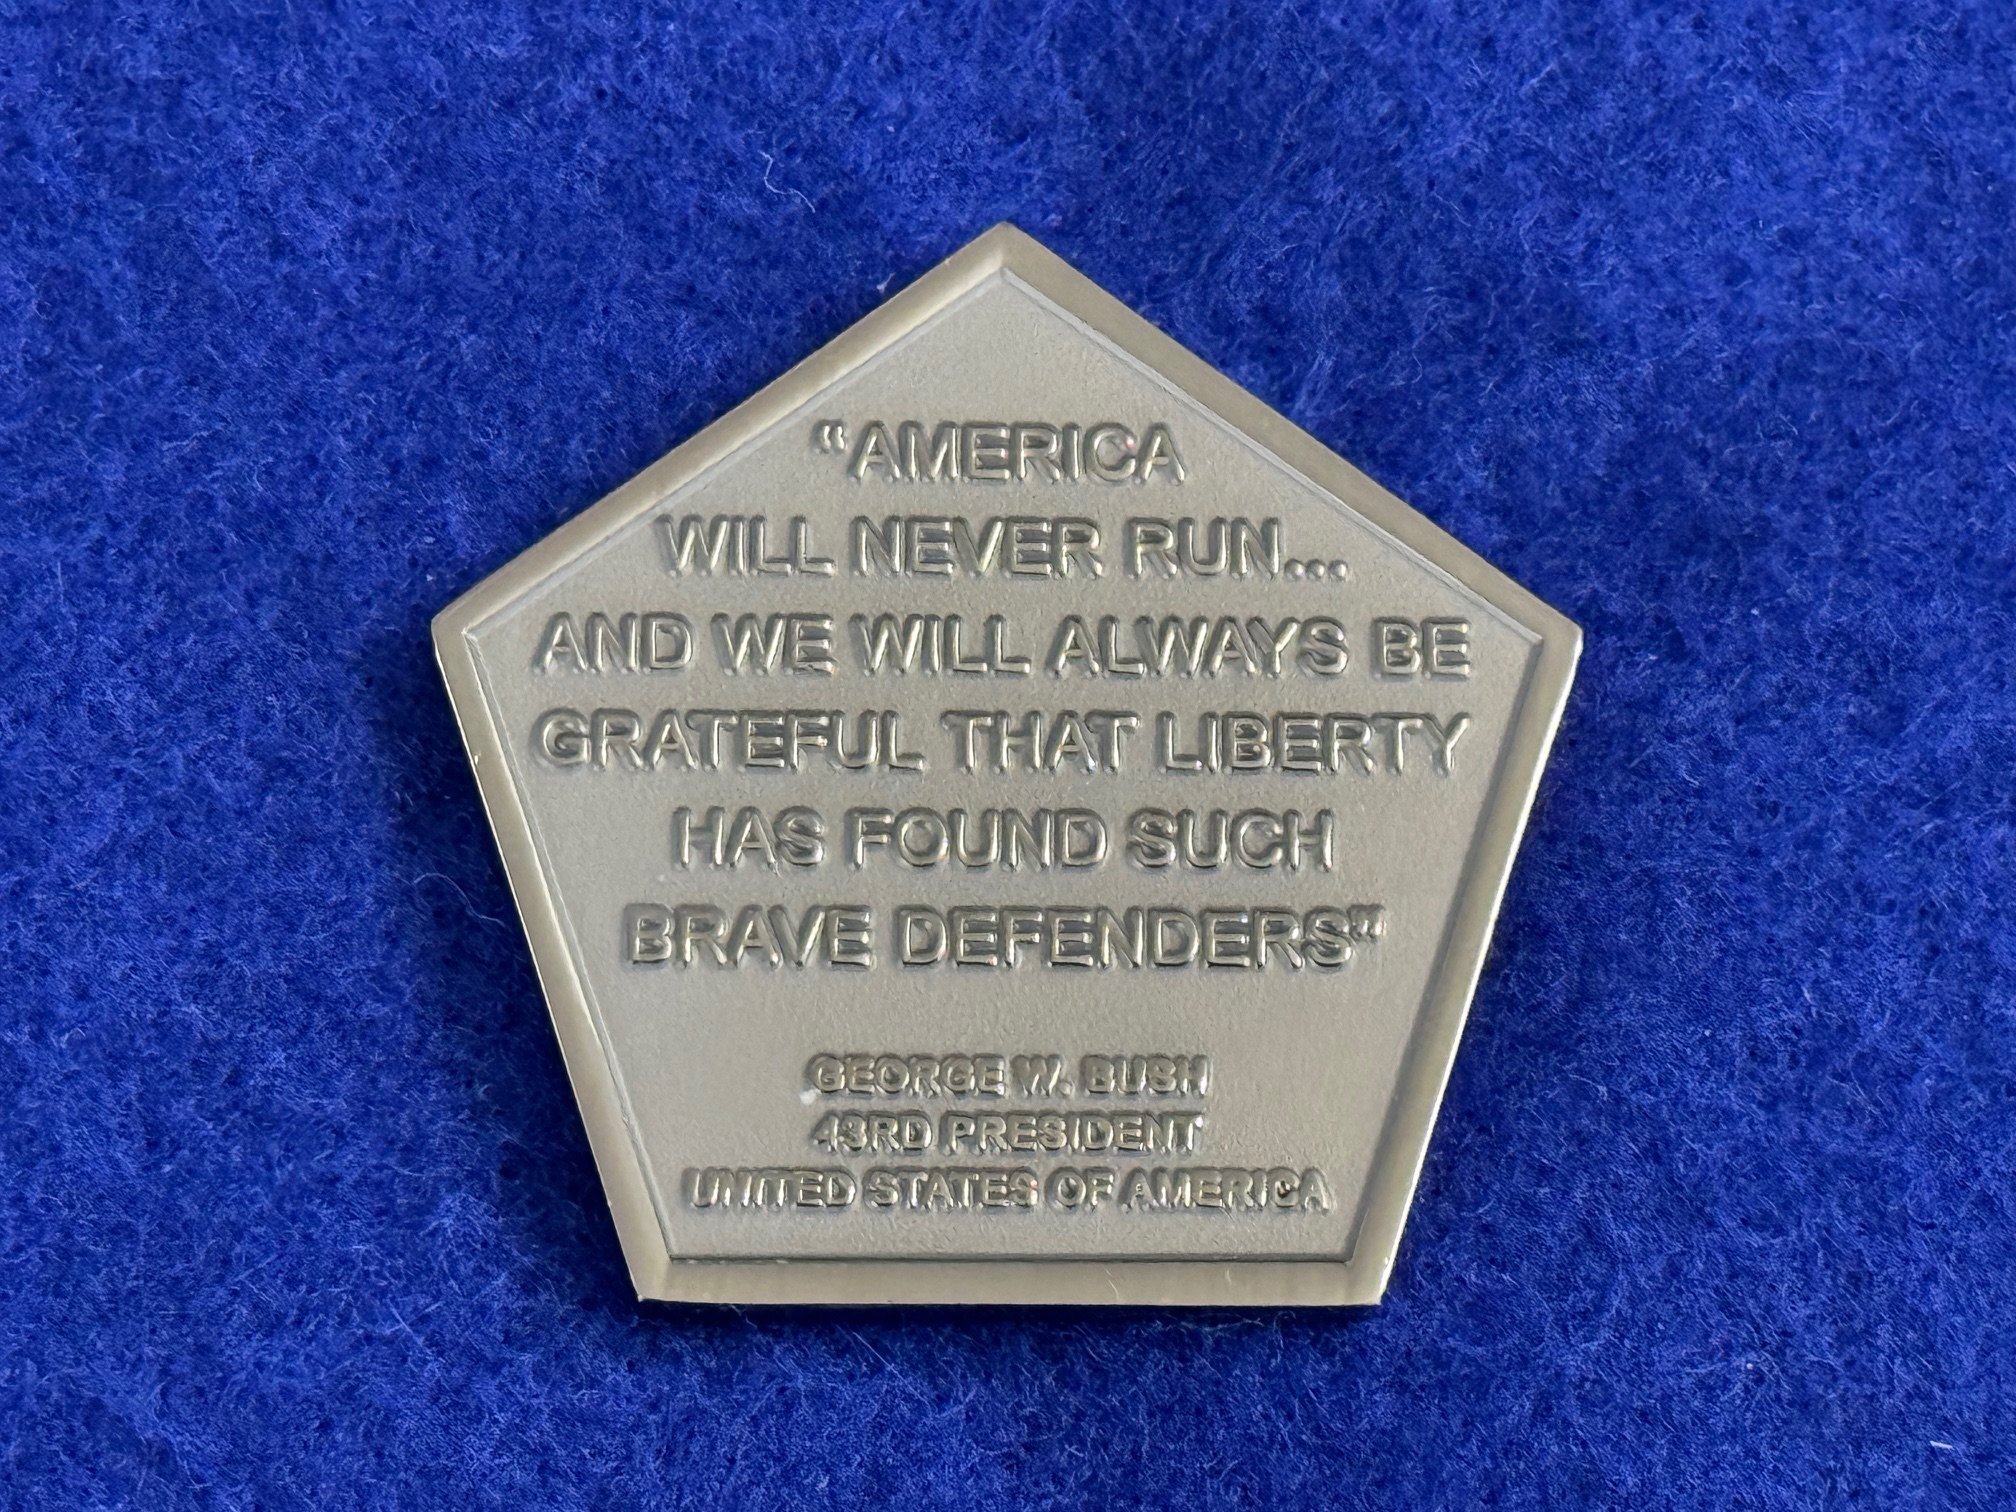 “AMERICA
WILL NEVER RUN...
AND WE WILL ALWAYS BE
GRATEFUL THAT LIBERTY
HAS FOUND SUCH
BRAVE DEFENDERS”
GEORGE W. BUSH
43RD PRESIDENT
UNITED STATES OF AMERICA